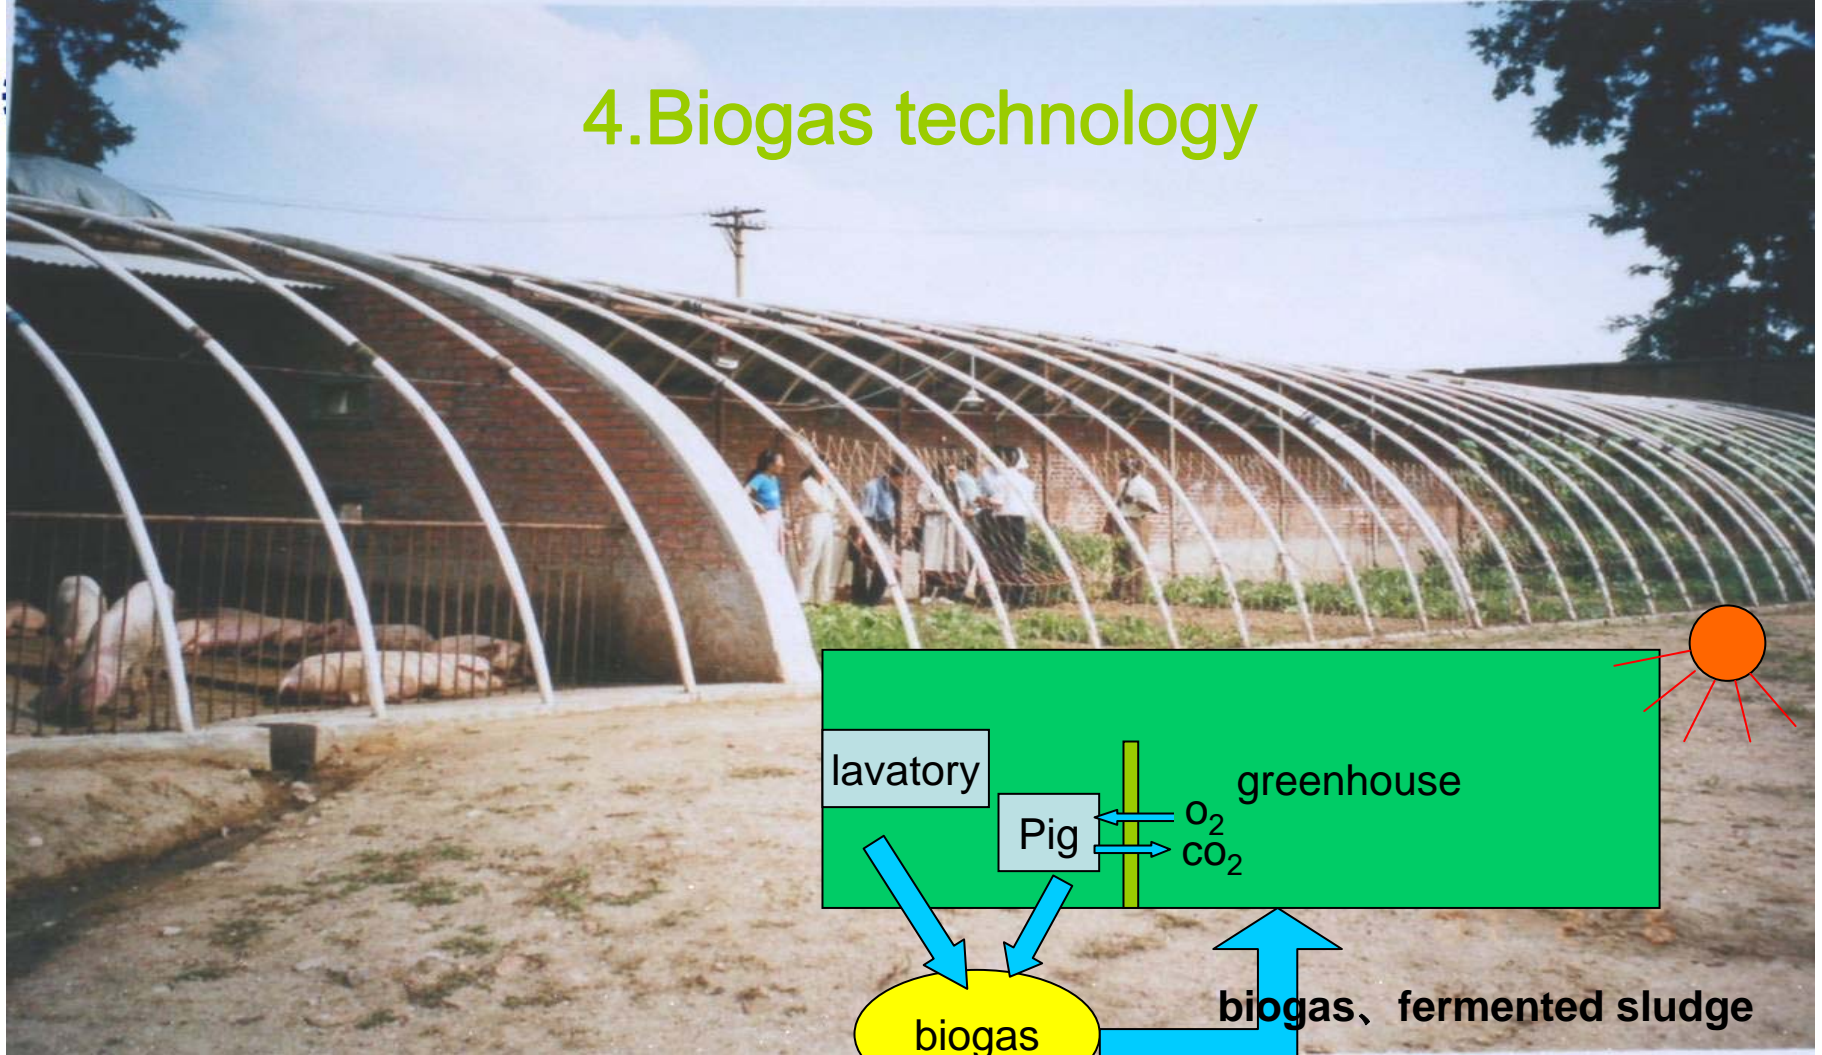 4.Biogas technology
lavatory
greenhouse
Pig
o₂
co₂
biogas、fermented sludge
biogas